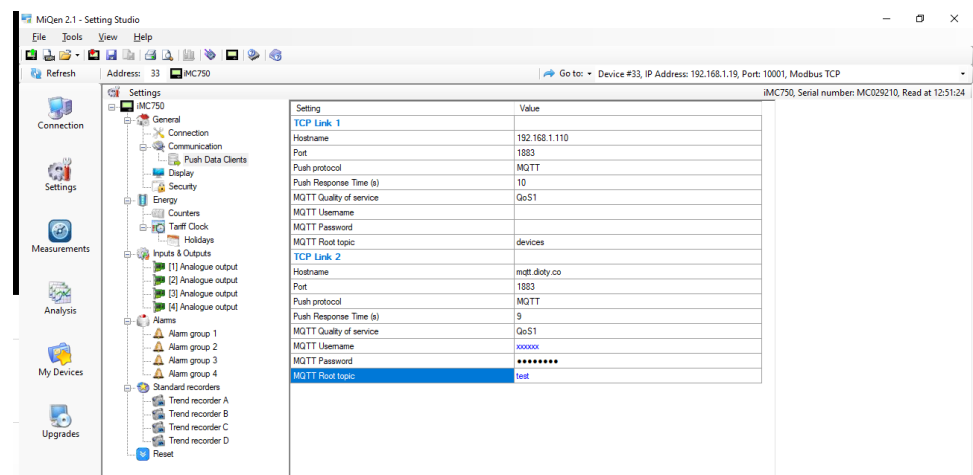 MiQen 2.1 - Setting Studio
File Tools View Help
Refresh Address: 33 iMC750 Go to: Device #33, IP Address: 192.168.1.19, Port: 10001, Modbus TCP
Settings iMC750, Serial number: MC029210, Read at 12:51:24
Connection
Settings
Measurements
Analysis
My Devices
Upgrades
iMC750
General
Connection
Communication
Push Data Clients
Display
Security
Energy
Counters
Tariff Clock
Holidays
Inputs & Outputs
[1] Analogue output
[2] Analogue output
[3] Analogue output
[4] Analogue output
Alarms
Alarm group 1
Alarm group 2
Alarm group 3
Alarm group 4
Standard recorders
Trend recorder A
Trend recorder B
Trend recorder C
Trend recorder D
Reset
Setting Value
TCP Link 1
Hostname 192.168.1.110
Port 1883
Push protocol MQTT
Push Response Time (s) 10
MQTT Quality of service QoS1
MQTT Username
MQTT Password
MQTT Root topic devices
TCP Link 2
Hostname mqtt.dioty.co
Port 1883
Push protocol MQTT
Push Response Time (s) 9
MQTT Quality of service QoS1
MQTT Username xxxxxx
MQTT Password ●●●●●●●●
MQTT Root topic test